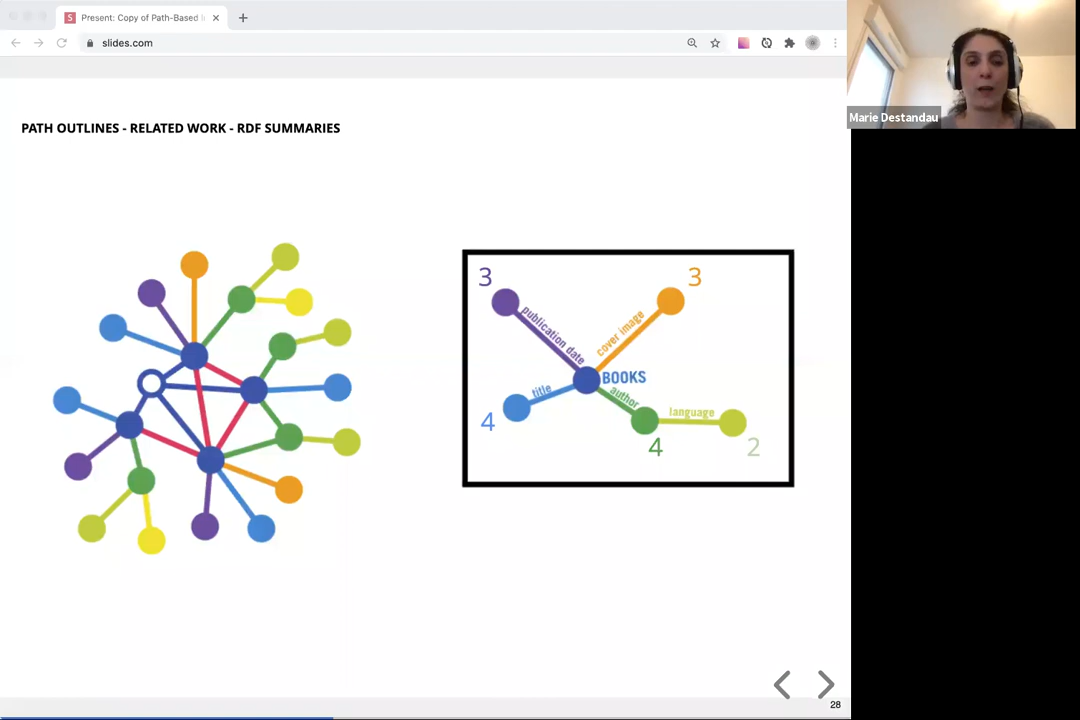 Present: Copy of Path-Based I
slides.com
Marie Destandau
PATH OUTLINES - RELATED WORK - RDF SUMMARIES
3
3
publication date
cover image
BOOKS
title
author
language
4
4
2
28